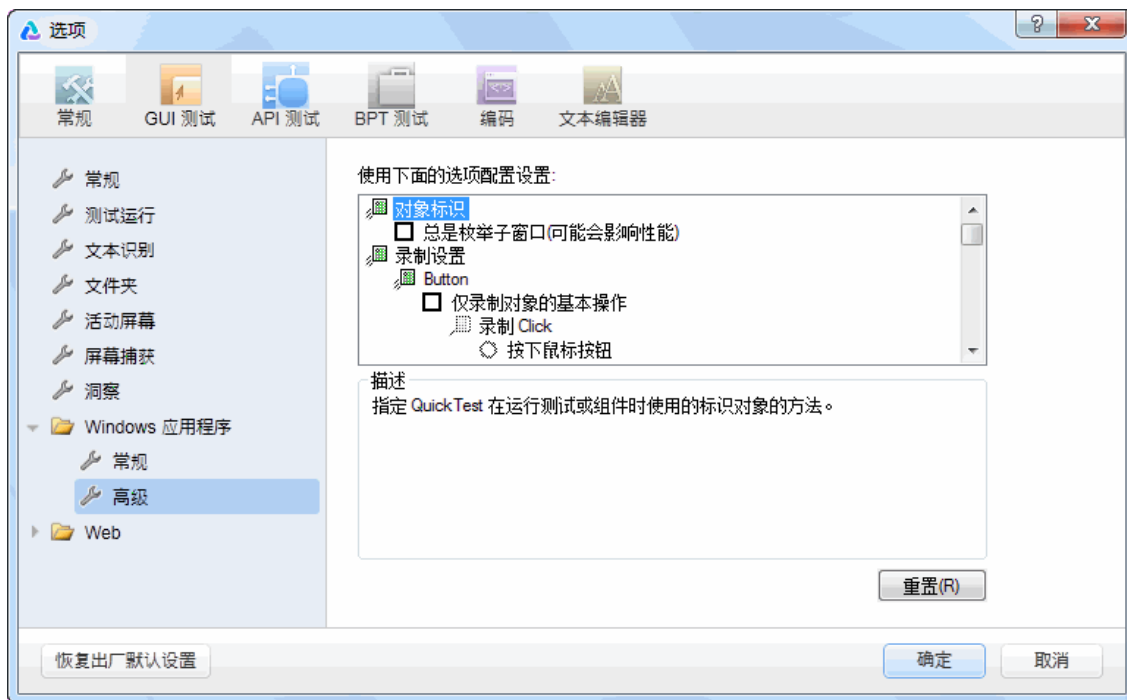 选项
常规
GUI 测试
API 测试
BPT 测试
编码
文本编辑器
常规
测试运行
文本识别
文件夹
活动屏幕
屏幕捕获
洞察
Windows 应用程序
常规
高级
Web
使用下面的选项配置设置:
对象标识
总是枚举子窗口(可能会影响性能)
录制设置
Button
仅录制对象的基本操作
录制 Click
按下鼠标按钮
描述
指定 QuickTest 在运行测试或组件时使用的标识对象的方法。
重置(R)
恢复出厂默认设置
确定
取消